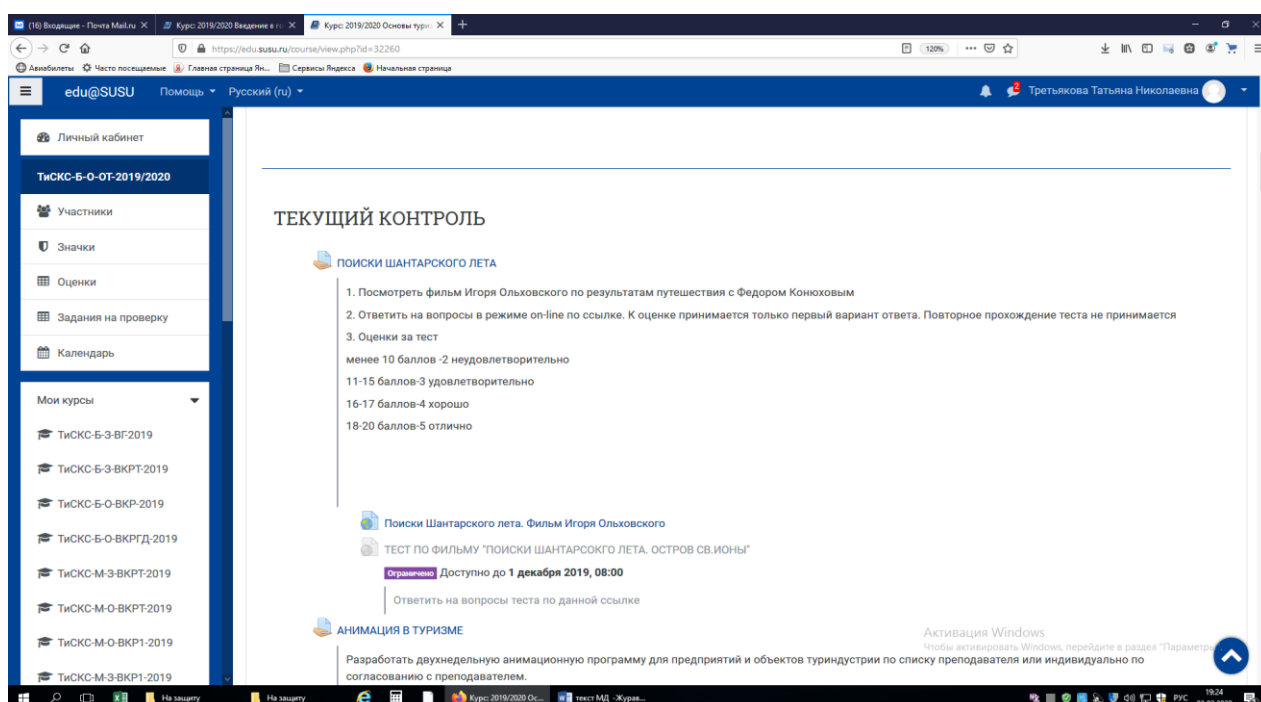 (16) Входящие - Почта Mail.ru
Курс: 2019/2020 Введение в го
Курс: 2019/2020 Основы тури
https://edu.susu.ru/course/view.php?id=32260
120%
Авиабилеты
Часто посещаемые
Главная страница Ян...
Сервисы Яндекса
Начальная страница
edu@SUSU
Помощь
Русский (ru)
2
Третьякова Татьяна Николаевна
Личный кабинет
ТиСКС-Б-О-ОТ-2019/2020
Участники
Значки
Оценки
Задания на проверку
Календарь
Мои курсы
ТиСКС-Б-З-ВГ-2019
ТиСКС-Б-З-ВКРТ-2019
ТиСКС-Б-О-ВКР-2019
ТиСКС-Б-О-ВКРГД-2019
ТиСКС-М-З-ВКРТ-2019
ТиСКС-М-О-ВКРТ-2019
ТиСКС-М-О-ВКР1-2019
ТиСКС-М-З-ВКР1-2019
ТЕКУЩИЙ КОНТРОЛЬ
ПОИСКИ ШАНТАРСКОГО ЛЕТА
1. Посмотреть фильм Игоря Ольховского по результатам путешествия с Федором Конюховым
2. Ответить на вопросы в режиме on-line по ссылке. К оценке принимается только первый вариант ответа. Повторное прохождение теста не принимается
3. Оценки за тест
менее 10 баллов -2 неудовлетворительно
11-15 баллов-3 удовлетворительно
16-17 баллов-4 хорошо
18-20 баллов-5 отлично
Поиски Шантарского лета. Фильм Игоря Ольховского
ТЕСТ ПО ФИЛЬМУ "ПОИСКИ ШАНТАРСОКГО ЛЕТА. ОСТРОВ СВ.ИОНЫ"
Ограничено Доступно до 1 декабря 2019, 08:00
Ответить на вопросы теста по данной ссылке
АНИМАЦИЯ В ТУРИЗМЕ
Разработать двухнедельную анимационную программу для предприятий и объектов туриндустрии по списку преподавателя или индивидуально по
согласованию с преподавателем.
Активация Windows
Чтобы активировать Windows, перейдите в раздел "Параметры
На защиту
На защиту
Курс: 2019/2020 Ос...
текст МД -Журав...
РУС
19:24